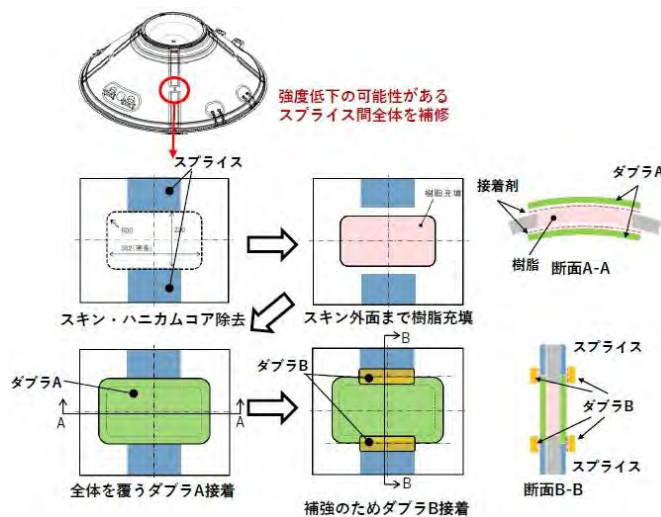 強度低下の可能性がある
スプライス間全体を補修
スプライス
樹脂充填
接着剤
ダブラA
樹脂
断面A-A
スキン・ハニカムコア除去
スキン外面まで樹脂充填
B
スプライス
ダブラA
ダブラB
ダブラB
A
A
スプライス
B
全体を覆うダブラA接着
補強のためダブラB接着
断面B-B